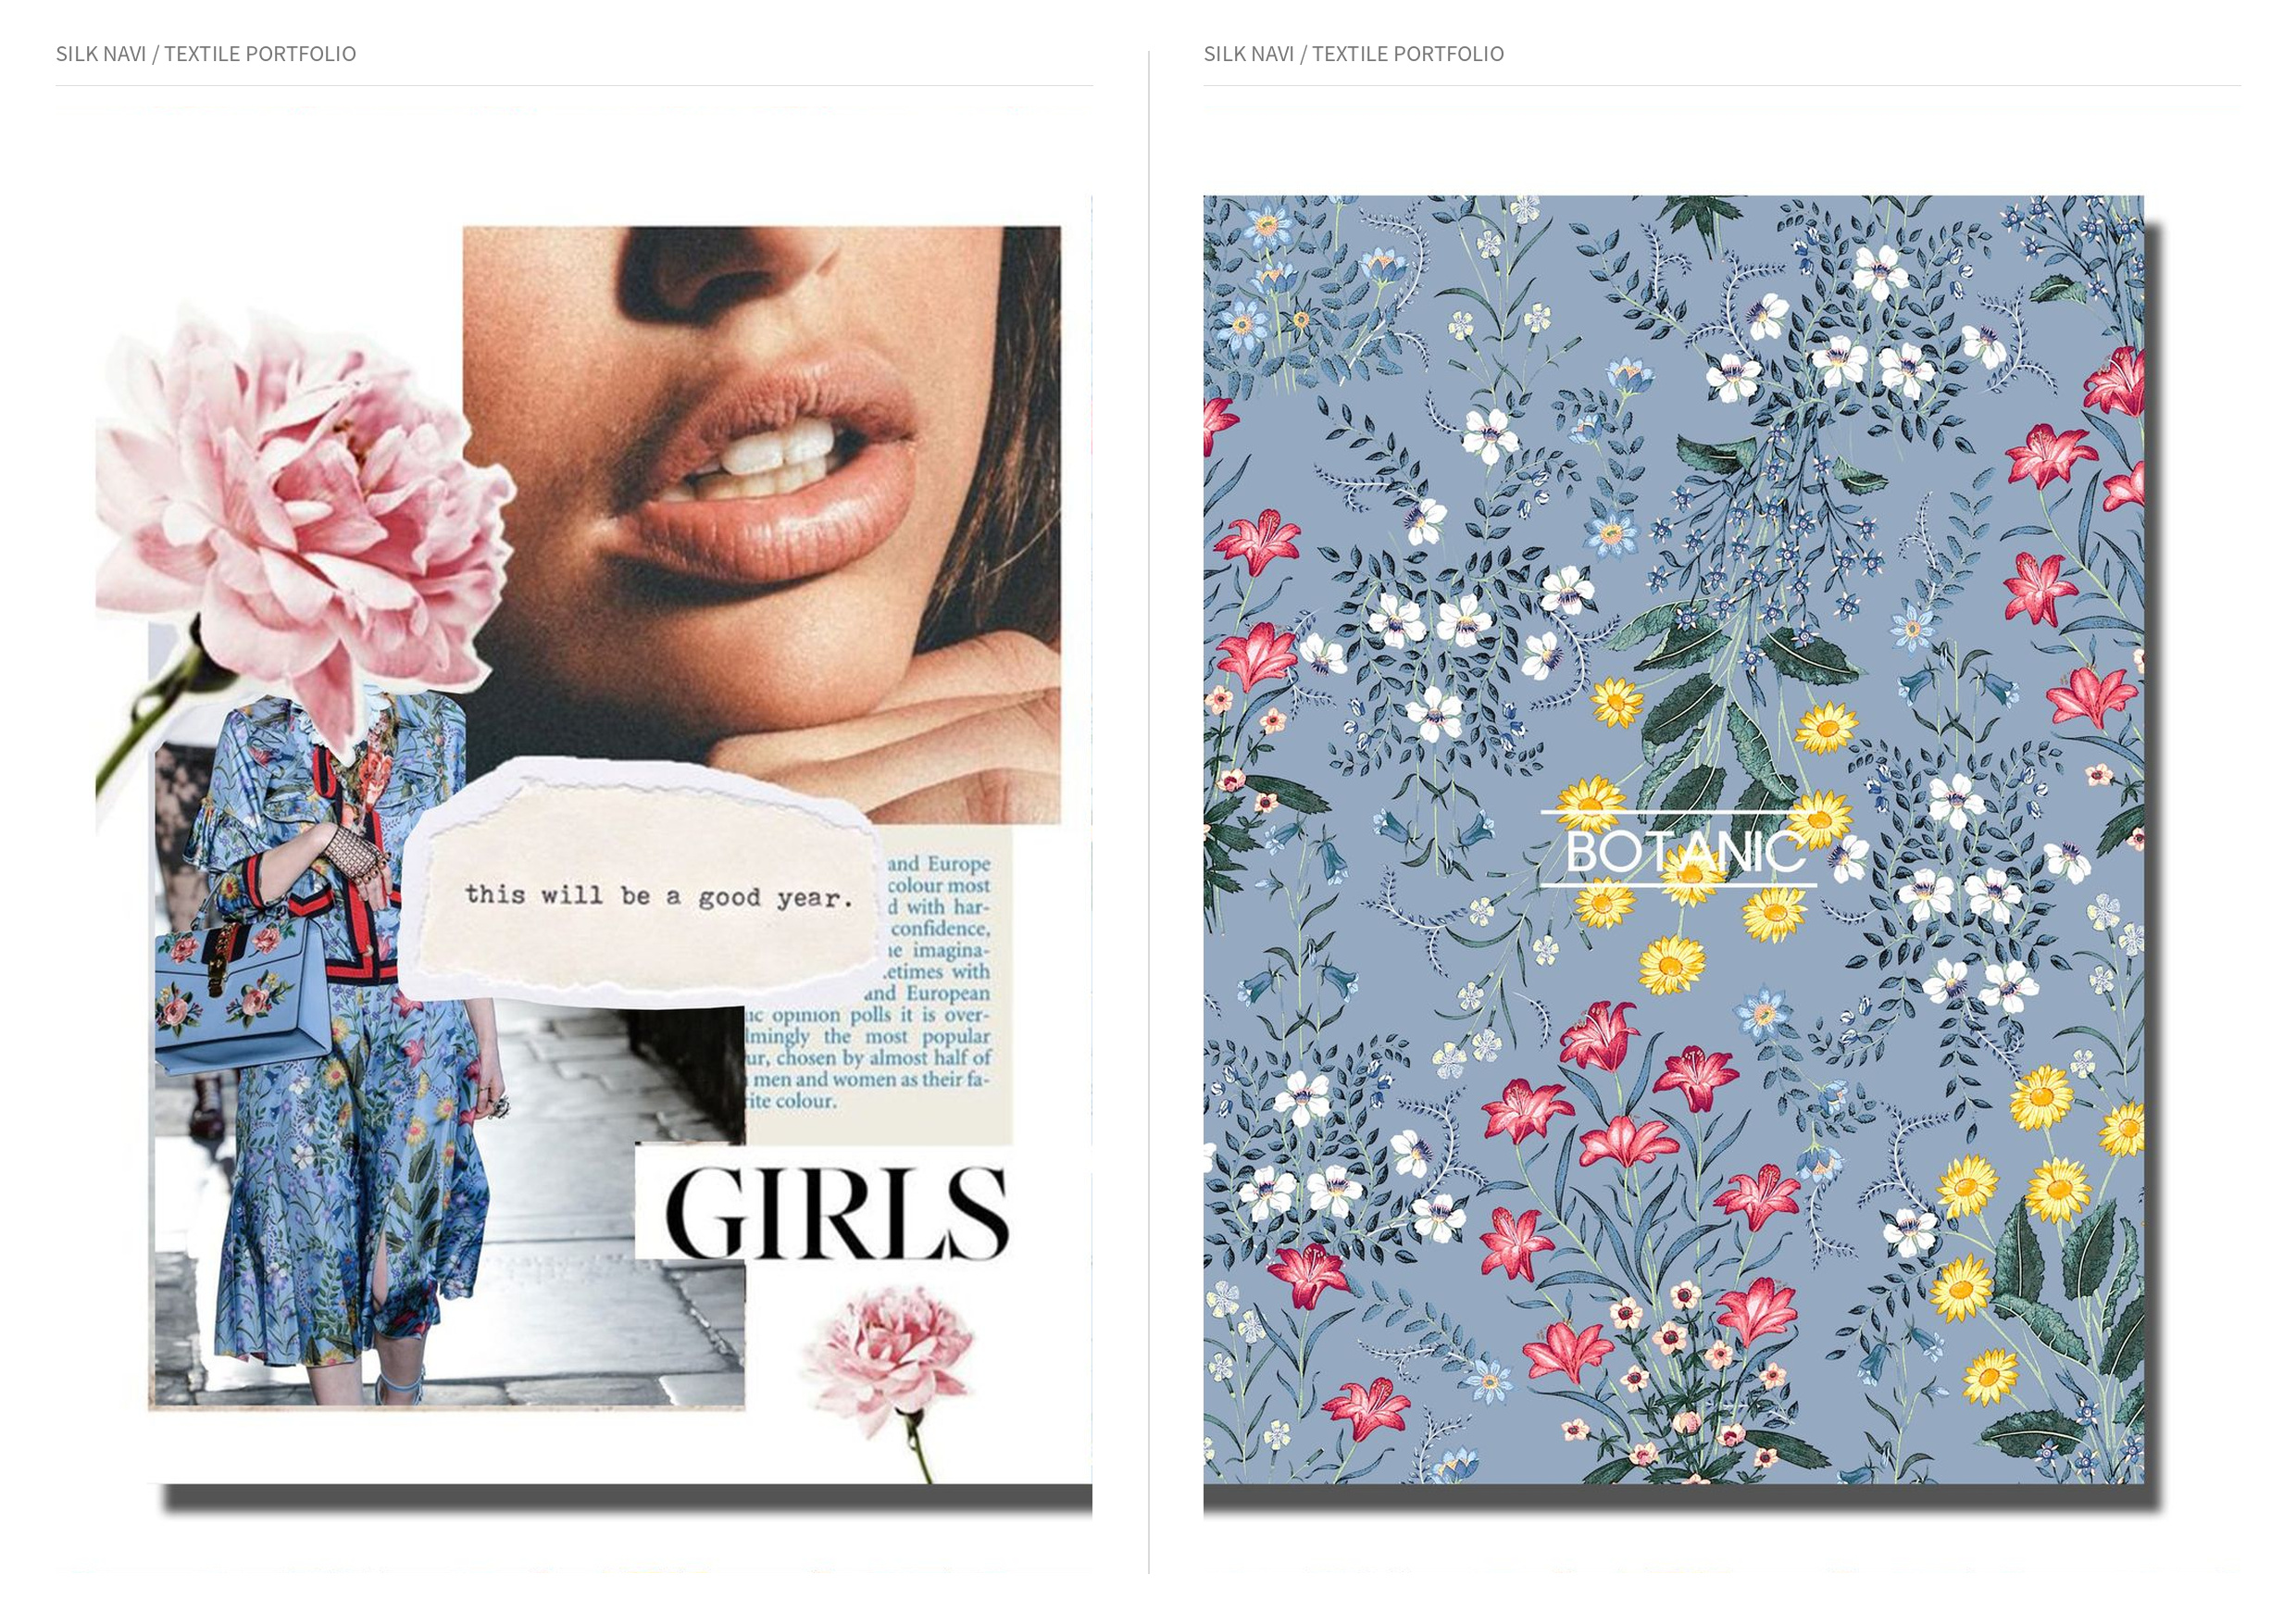 SILK NAVI / TEXTILE PORTFOLIO
SILK NAVI / TEXTILE PORTFOLIO
this will be a good year.
and Europe
colour most
d with har-
confidence,
imagina-
etimes with
and European
opinion polls it is over-
lmingly the most popular
ur, chosen by almost half of
men and women as their fa-
rite colour.
GIRLS
BOTANIC